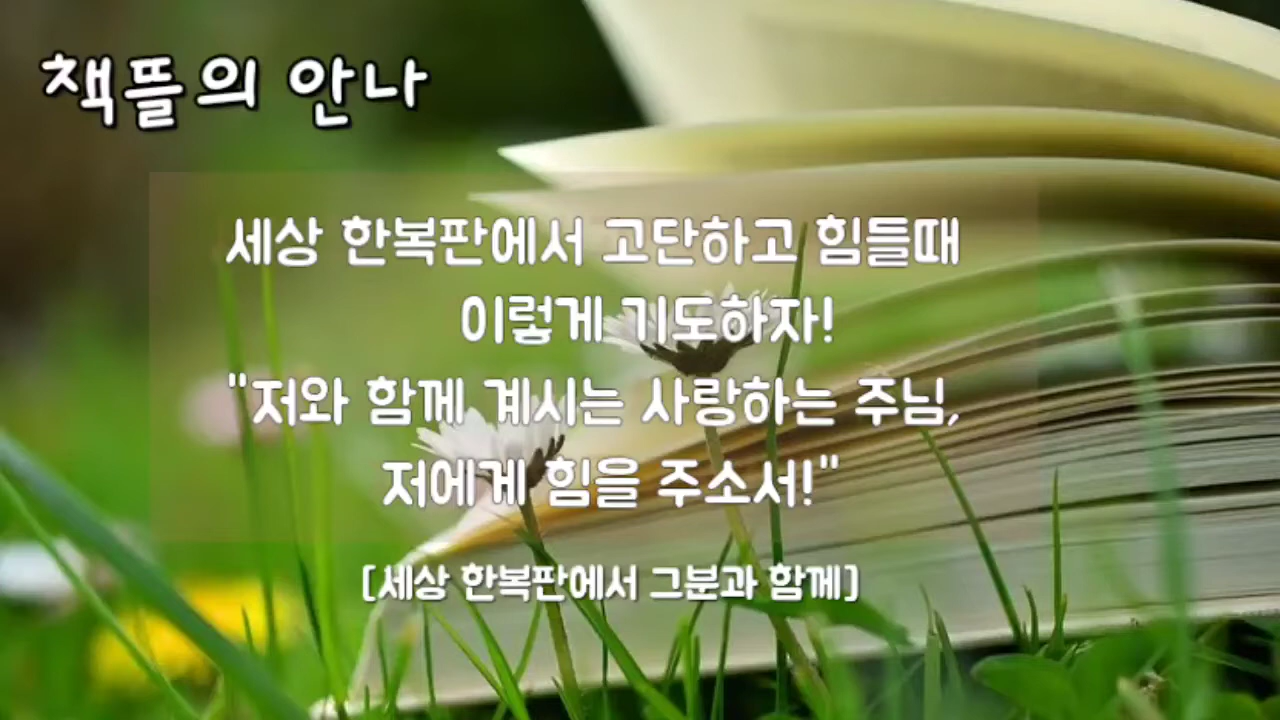 책뜰의 안나
세상 한복판에서 고단하고 힘들때
이렇게 기도하자!
"저와 함께 계시는 사랑하는 주님,
저에게 힘을 주소서!"
[세상 한복판에서 그분과 함께]